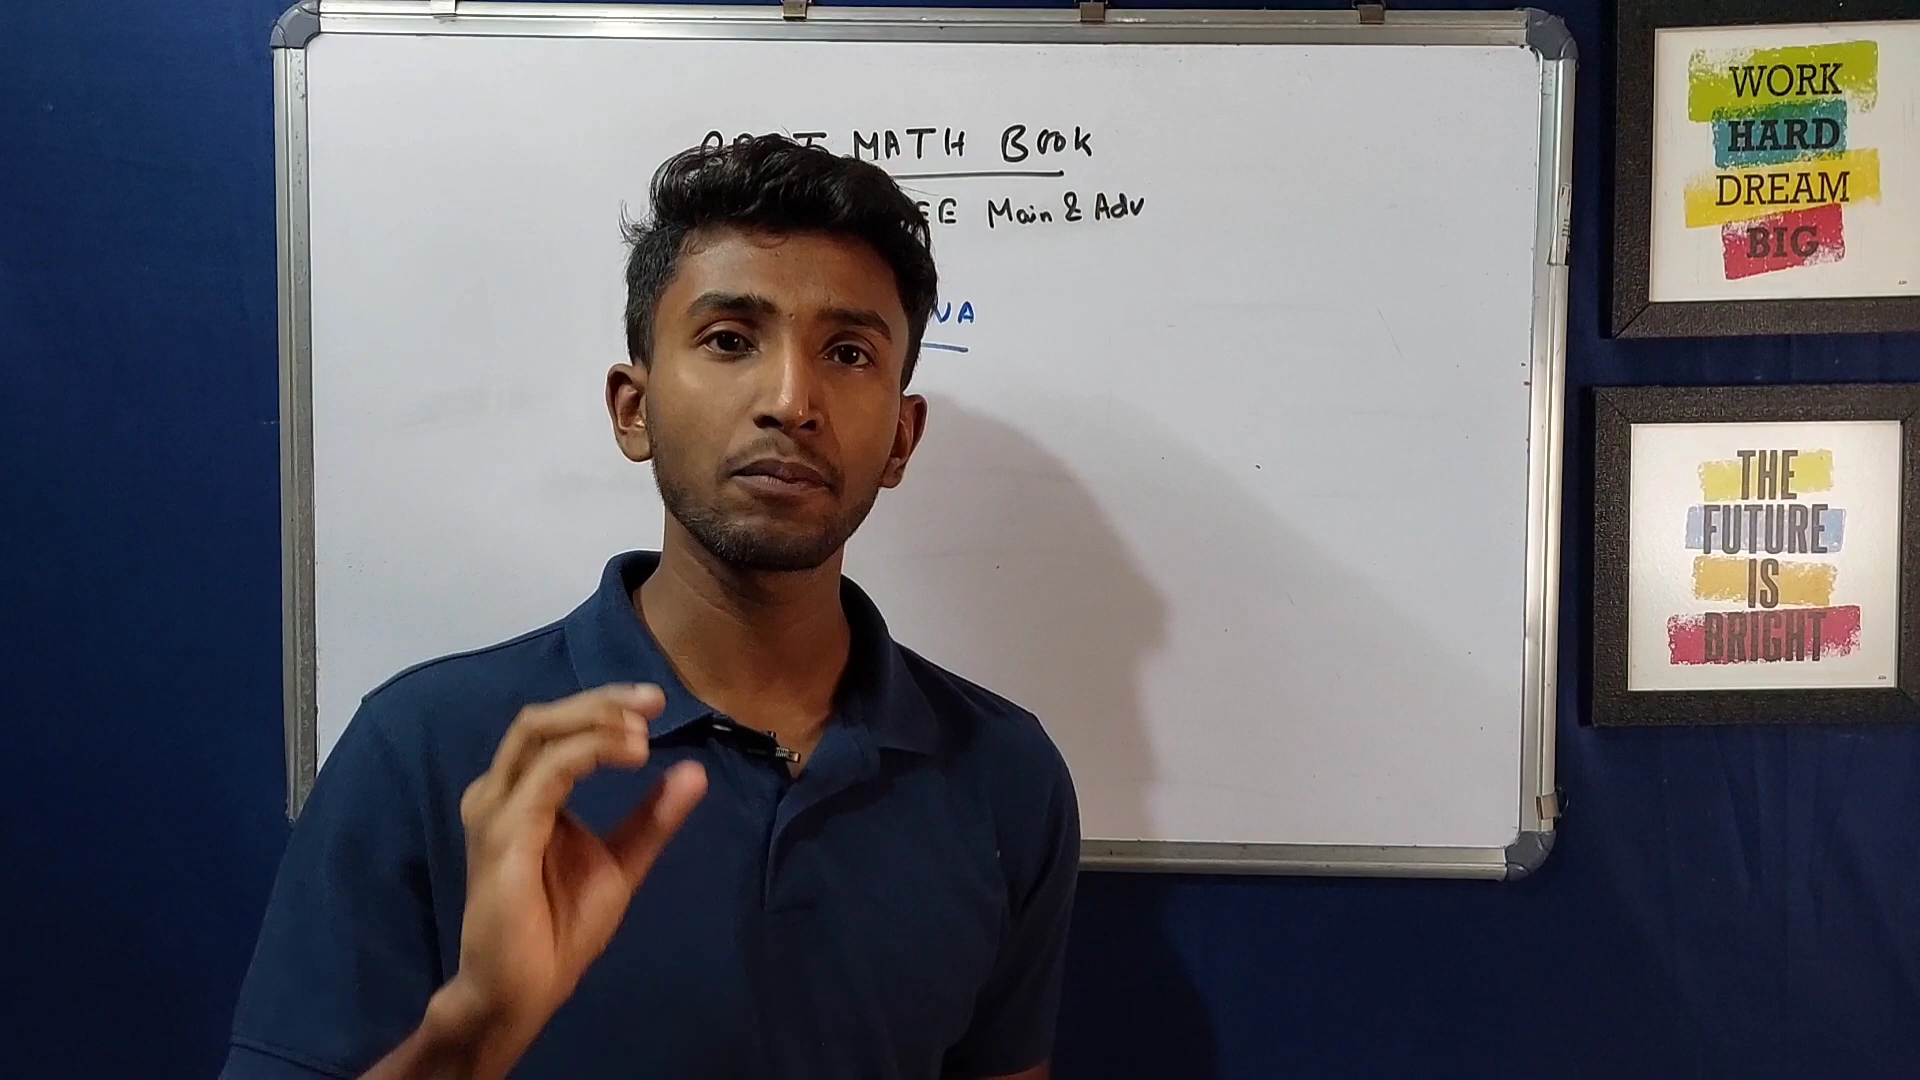 MATH Book
Main & Adv
WORK
HARD
DREAM
BIG
THE
FUTURE
IS
BRIGHT